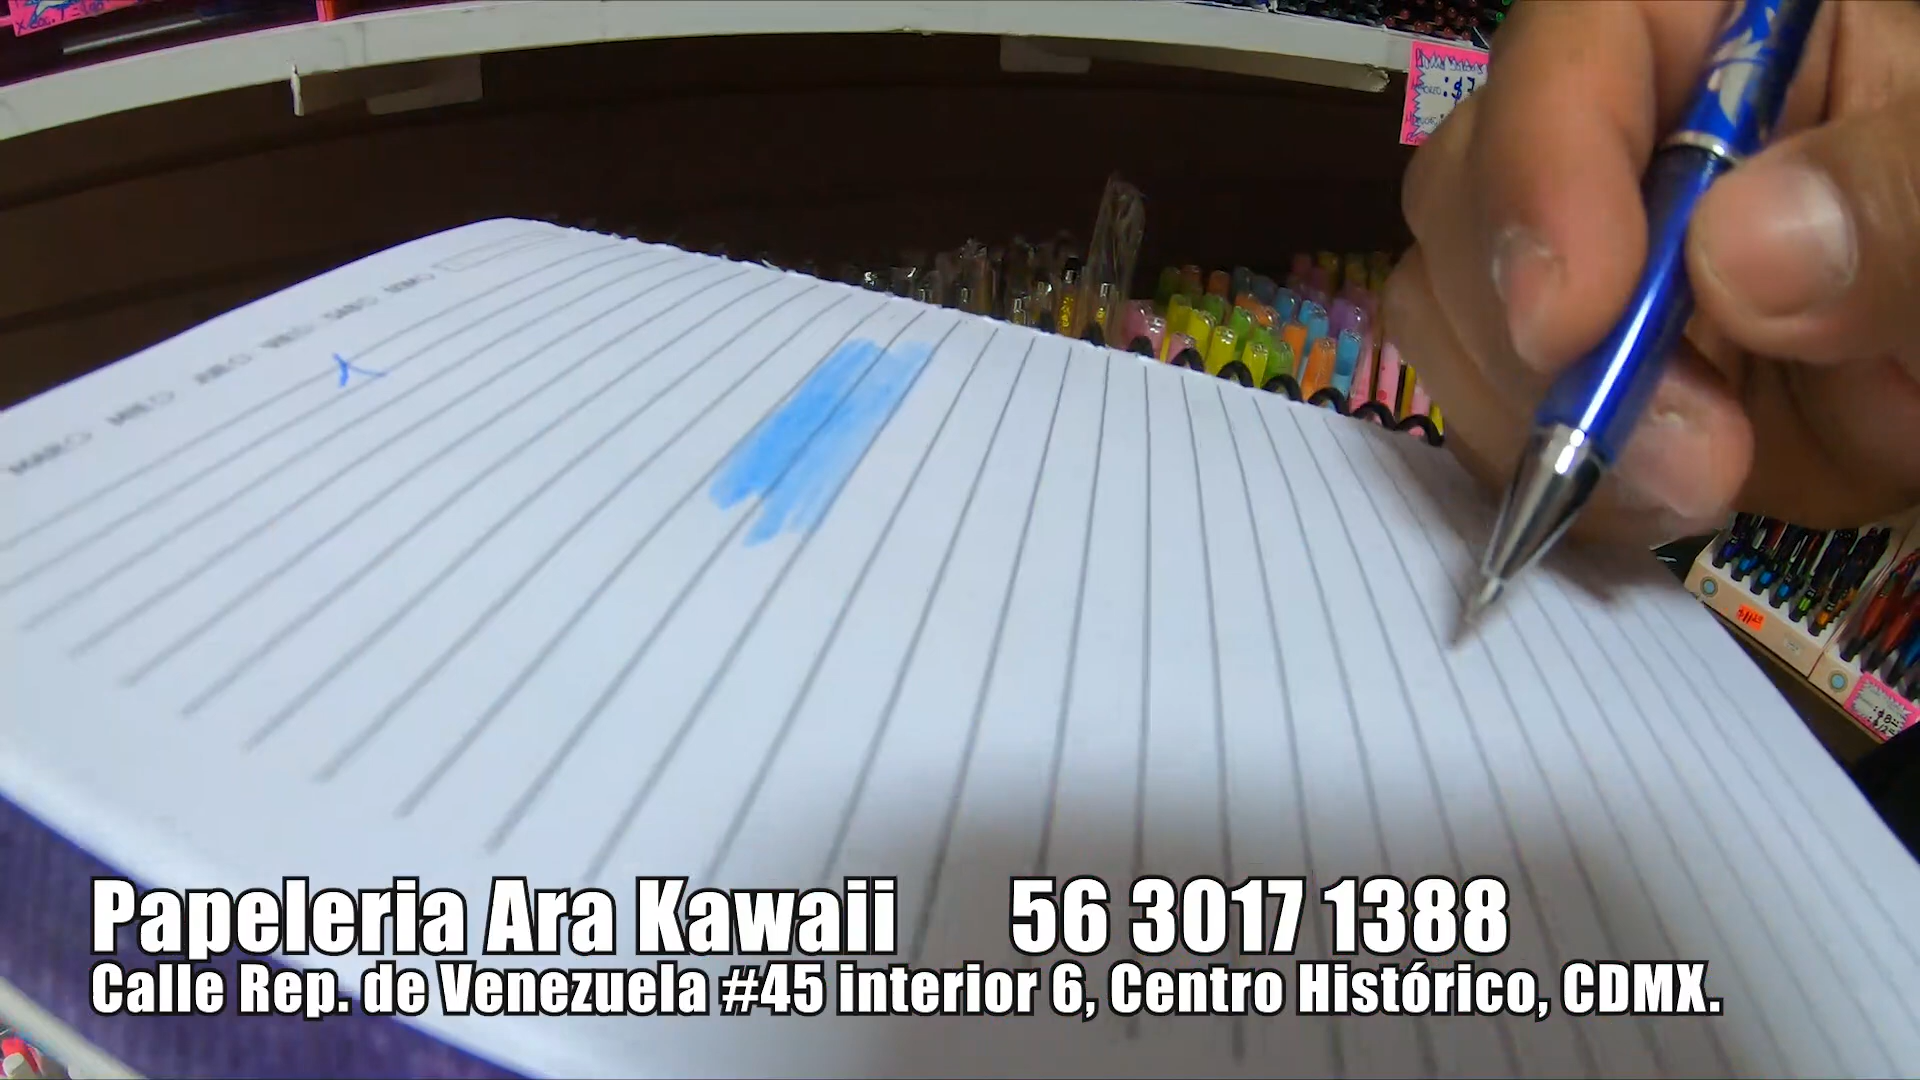 Papeleria Ara Kawaii 56 3017 1388
Calle Rep. de Venezuela #45 interior 6, Centro Histórico, CDMX.